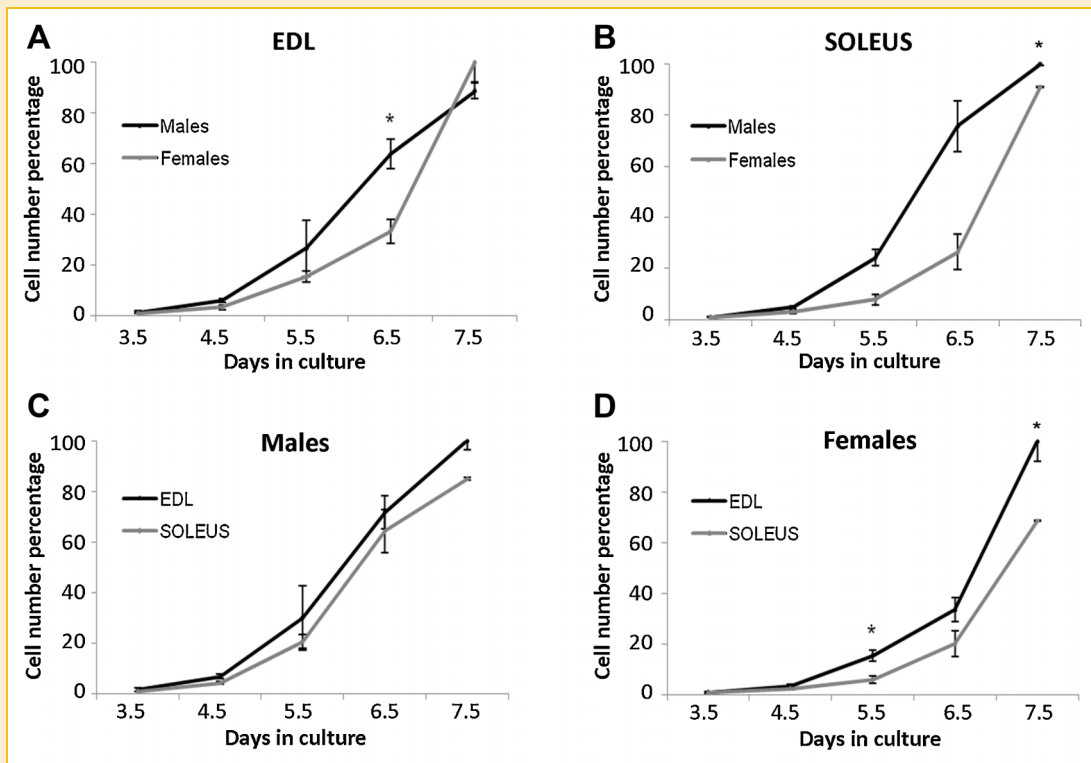 A
EDL
Cell number percentage
100
80
60
40
20
0
Males
Females
*
3.5 4.5 5.5 6.5 7.5
Days in culture
B
SOLEUS
Cell number percentage
100
80
60
40
20
0
Males
Females
*
3.5 4.5 5.5 6.5 7.5
Days in culture
C
Males
Cell number percentage
100
80
60
40
20
0
EDL
SOLEUS
3.5 4.5 5.5 6.5 7.5
Days in culture
D
Females
Cell number percentage
100
80
60
40
20
0
EDL
SOLEUS
*
*
3.5 4.5 5.5 6.5 7.5
Days in culture